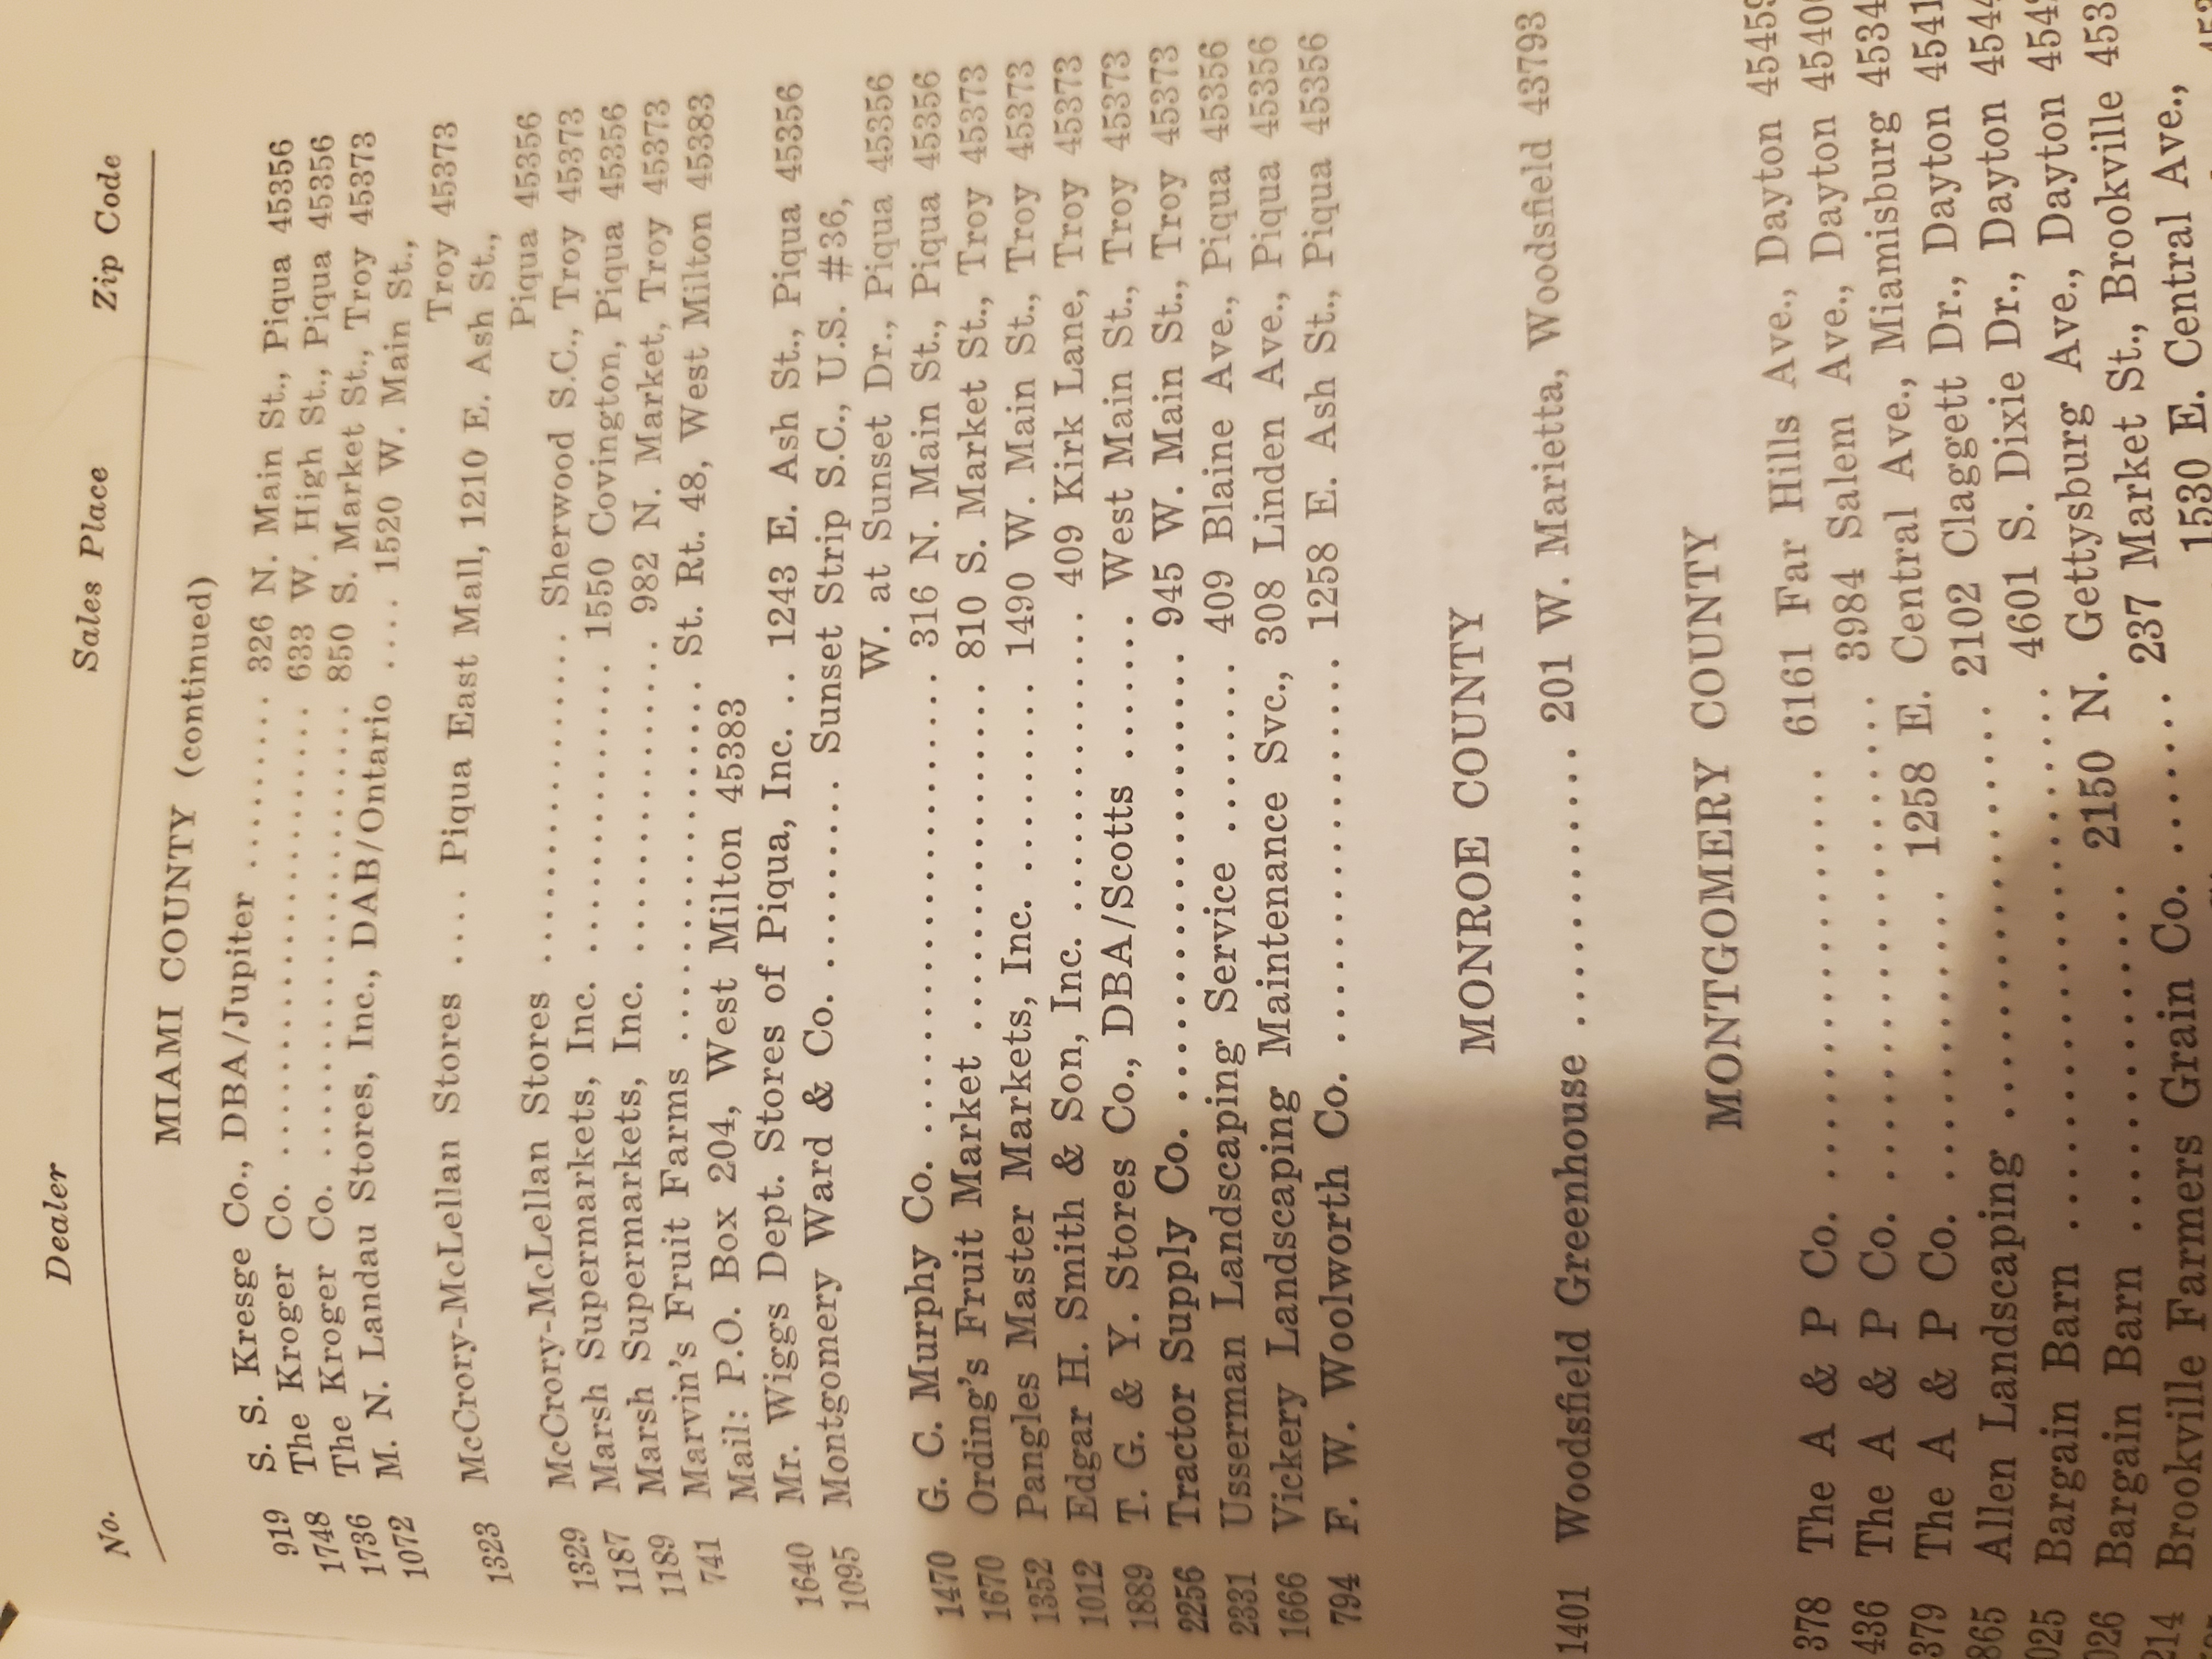 No. Dealer Sales Place Zip Code
MIAMI COUNTY (continued)
919 S. S. Kresge Co., DBA/Jupiter ........ 326 N. Main St., Piqua 45356
1748 The Kroger Co. .................... 633 W. High St., Piqua 45356
1736 The Kroger Co. .................... 850 S. Market St., Troy 45373
1072 M. N. Landau Stores, Inc., DAB/Ontario .... 1520 W. Main St.,
Troy 45373
1323 McCrory-McLellan Stores .... Piqua East Mall, 1210 E. Ash St.,
Piqua 45356
1329 McCrory-McLellan Stores .................. Sherwood S.C., Troy 45373
1187 Marsh Supermarkets, Inc. ................ 1550 Covington, Piqua 45356
1189 Marsh Supermarkets, Inc. ................ 982 N. Market, Troy 45373
741 Marvin's Fruit Farms .................. St. Rt. 48, West Milton 45383
Mail: P.O. Box 204, West Milton 45383
1640 Mr. Wiggs Dept. Stores of Piqua, Inc. .. 1243 E. Ash St., Piqua 45356
1095 Montgomery Ward & Co. .......... Sunset Strip S.C., U.S. #36,
W. at Sunset Dr., Piqua 45356
1470 G. C. Murphy Co. ....................... 316 N. Main St., Piqua 45356
1670 Ording's Fruit Market ................. 810 S. Market St., Troy 45373
1352 Pangles Master Markets, Inc. .......... 1490 W. Main St., Troy 45373
1012 Edgar H. Smith & Son, Inc. ............... 409 Kirk Lane, Troy 45373
1889 T. G. & Y. Stores Co., DBA/Scotts ...... West Main St., Troy 45373
2256 Tractor Supply Co. ....................... 945 W. Main St., Troy 45373
2331 Usserman Landscaping Service ........ 409 Blaine Ave., Piqua 45356
1666 Vickery Landscaping Maintenance Svc., 308 Linden Ave., Piqua 45356
794 F. W. Woolworth Co. .................... 1258 E. Ash St., Piqua 45356
MONROE COUNTY
1401 Woodsfield Greenhouse ............. 201 W. Marietta, Woodsfield 43793
MONTGOMERY COUNTY
378 The A & P Co. .................... 6161 Far Hills Ave., Dayton 45459
436 The A & P Co. ....................... 3984 Salem Ave., Dayton
379 The A & P Co. ............... 1258 E. Central Ave., Miamisburg
Allen Landscaping .................... 2102 Claggett Dr., Dayton
Bargain Barn ......................... 4601 S. Dixie Dr., Dayton
Bargain Barn ................ 2150 N. Gettysburg Ave., Dayton
Brookville Farmers Grain Co. ....... 237 Market St., Brookville
1530 E. Central Ave.,